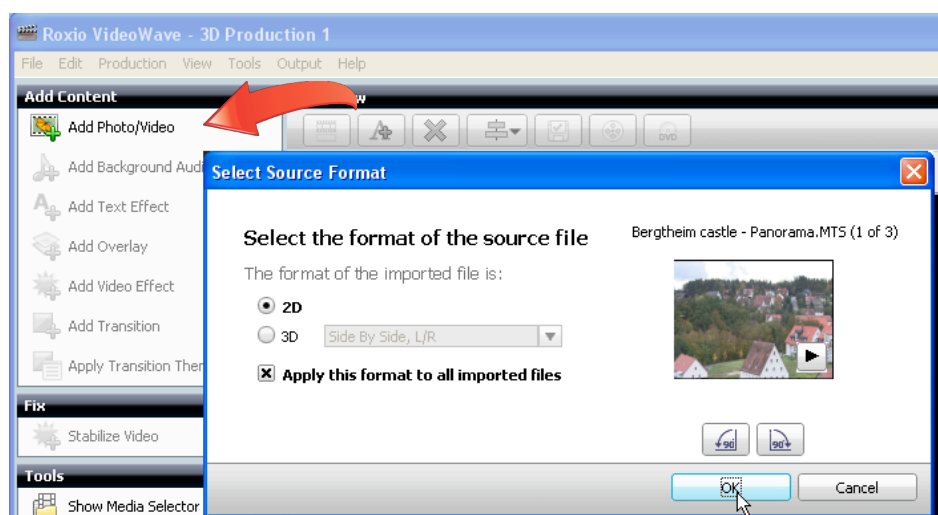 Roxio VideoWave - 3D Production 1
File Edit Production View Tools Output Help
Add Content
Add Photo/Video
Add Background Audi
Add Text Effect
Add Overlay
Add Video Effect
Add Transition
Apply Transition Ther
Fix
Stabilize Video
Tools
Show Media Selector
w
DVD
Select Source Format
Select the format of the source file
The format of the imported file is:
2D
3D Side By Side, L/R
Apply this format to all imported files
Bergtheim castle - Panorama.MTS (1 of 3)
90
90
OK Cancel